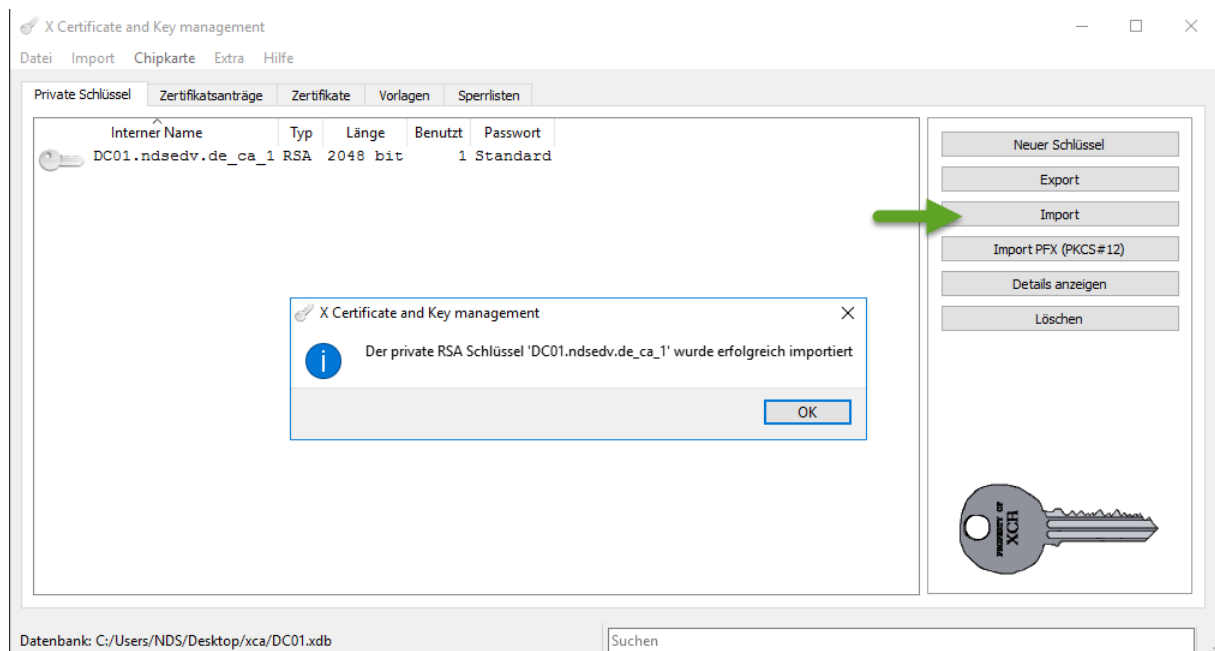 X Certificate and Key management
Datei Import Chipkarte Extra Hilfe
Private Schlüssel Zertifikatsanträge Zertifikate Vorlagen Sperrlisten
Interner Name Typ Länge Benutzt Passwort
DC01.ndsedv.de_ca_1 RSA 2048 bit 1 Standard
Neuer Schlüssel
Export
Import
Import PFX (PKCS#12)
Details anzeigen
Löschen
X Certificate and Key management
Der private RSA Schlüssel 'DC01.ndsedv.de_ca_1' wurde erfolgreich importiert
OK
PROPERTY OF
XCA
Datenbank: C:/Users/NDS/Desktop/xca/DC01.xdb
Suchen